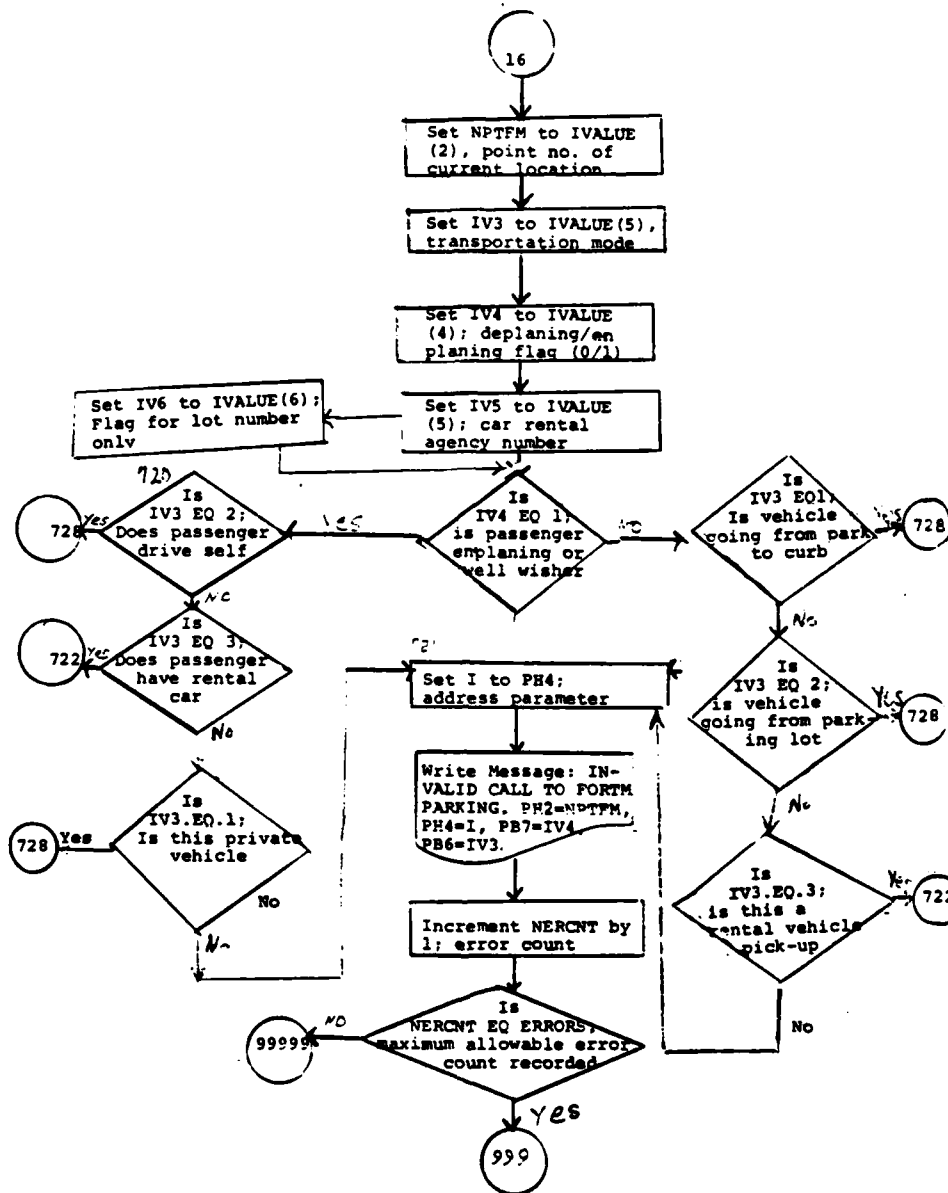 16
Set NPTFM to IVALUE
(2), point no. of
current location
Set IV3 to IVALUE(5),
transportation mode
Set IV4 to IVALUE
(4); deplaning/en
planing flag (0/1)
Set IV6 to IVALUE(6);
Flag for lot number
only
Set IV5 to IVALUE
(5); car rental
agency number
720
Is
IV3 EQ 2;
Does passenger
drive self
Yes
728
Yes
Is
IV4 EQ 1;
is passenger
enplaning or
well wisher
NO
Is
IV3 EQ1;
Is vehicle
going from park
to curb
Yes
728
NO
Is
IV3 EQ 3;
Does passenger
have rental
car
Yes
722
No
Set I to PH4;
address parameter
No
Is
IV3 EQ 2;
is vehicle
going from park-
ing lot
Yes
728
No
Write Message: IN-
VALID CALL TO FORTM
PARKING. PH2=NPTFM,
PH4=I, PB7=IV4,
PB6=IV3.
Is
IV3.EQ.1;
Is this private
vehicle
Yes
728
No
No
Is
IV3.EQ.3;
is this a
rental vehicle
pick-up
Yes
722
No
Increment NERCNT by
1; error count
Is
NERCNT EQ ERRORS;
maximum allowable error
count recorded
NO
99999
Yes
999